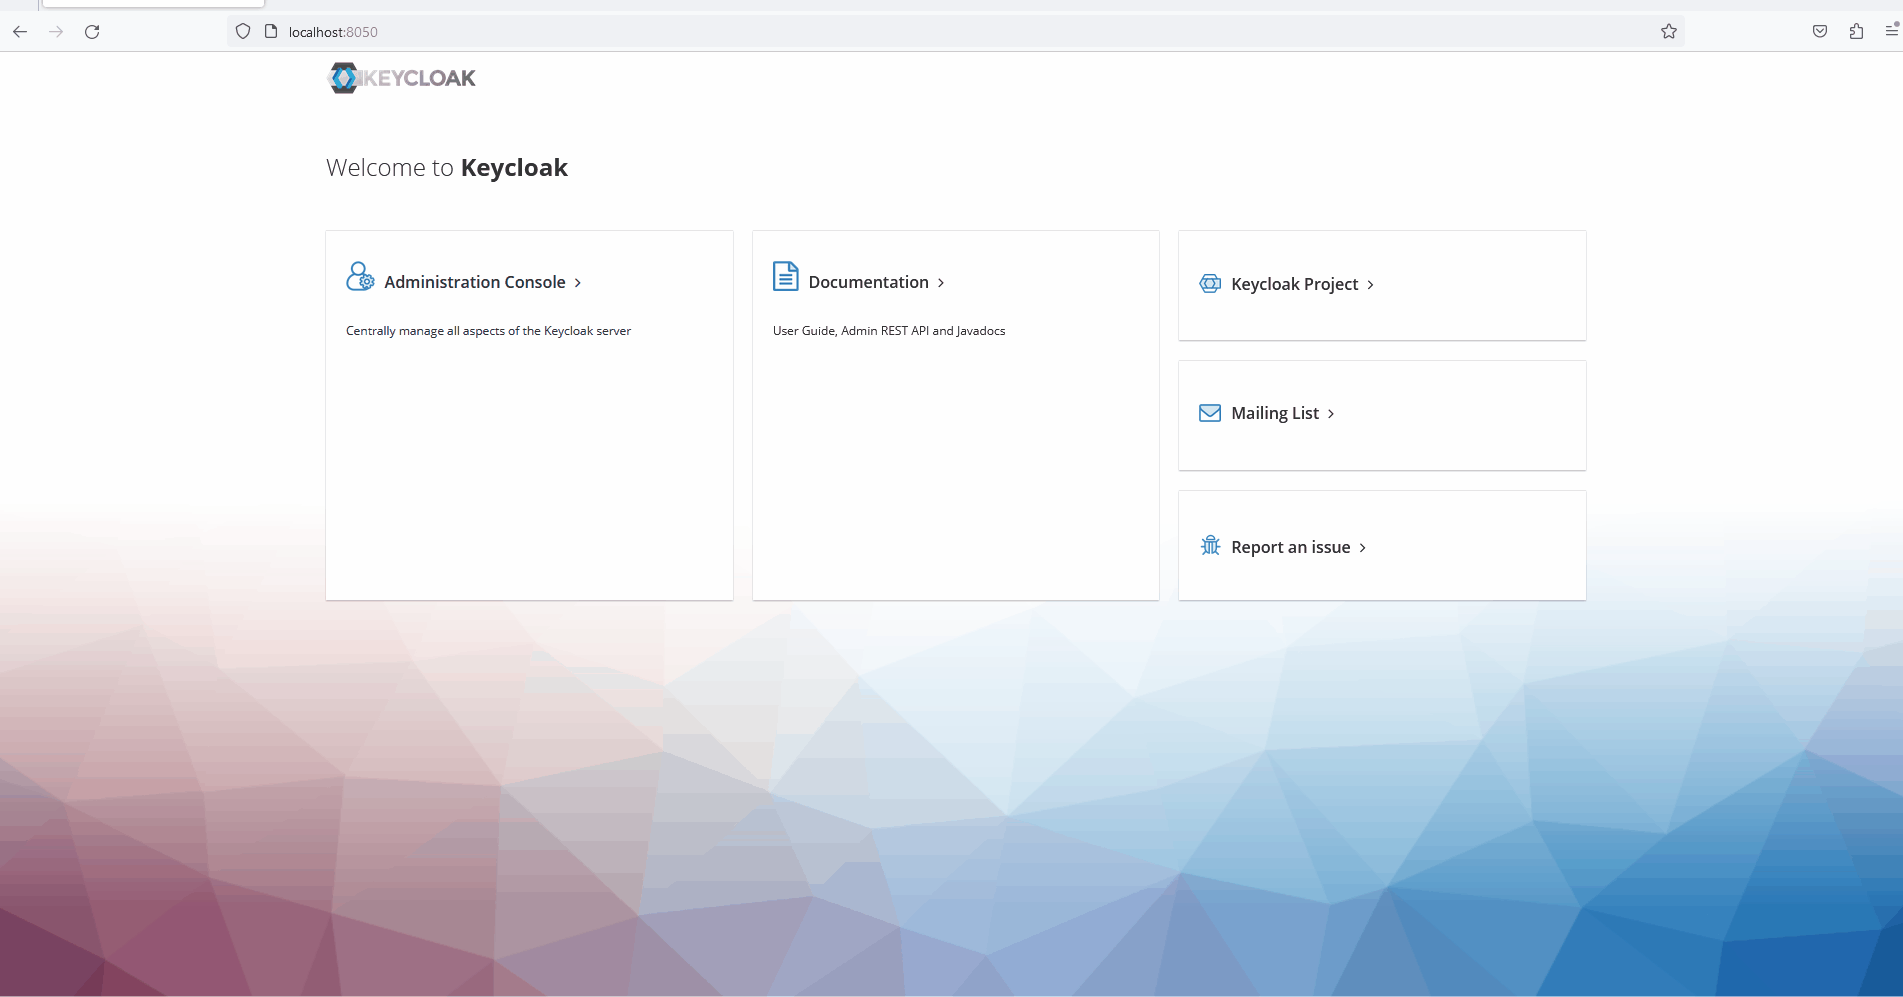 localhost:8050
KEYCLOAK
Welcome to Keycloak
Administration Console
Centrally manage all aspects of the Keycloak server
Documentation
User Guide, Admin REST API and Javadocs
Keycloak Project
Mailing List
Report an issue